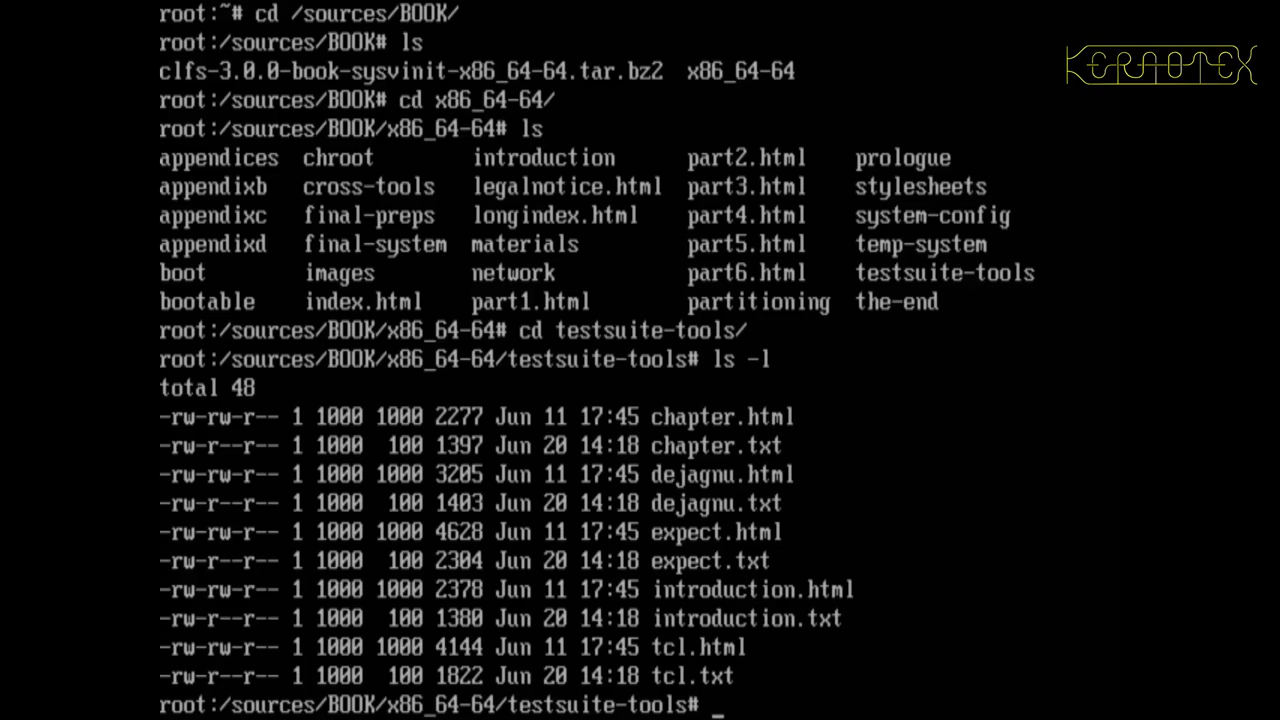 root:~# cd /sources/BOOK/
root:/sources/BOOK# ls
clfs-3.0.0-book-sysvinit-x86_64-64.tar.bz2  x86_64-64
root:/sources/BOOK# cd x86_64-64/
root:/sources/BOOK/x86_64-64# ls
appendices  chroot        introduction      part2.html    prologue
appendixb   cross-tools   legalnotice.html  part3.html    stylesheets
appendixc   final-preps   longindex.html    part4.html    system-config
appendixd   final-system  materials         part5.html    temp-system
boot        images        network           part6.html    testsuite-tools
bootable    index.html    part1.html        partitioning  the-end
root:/sources/BOOK/x86_64-64# cd testsuite-tools/
root:/sources/BOOK/x86_64-64/testsuite-tools# ls -l
total 48
-rw-rw-r-- 1 1000 1000 2277 Jun 11 17:45 chapter.html
-rw-r--r-- 1 1000  100 1397 Jun 20 14:18 chapter.txt
-rw-rw-r-- 1 1000 1000 3205 Jun 11 17:45 dejagnu.html
-rw-r--r-- 1 1000  100 1403 Jun 20 14:18 dejagnu.txt
-rw-rw-r-- 1 1000 1000 4628 Jun 11 17:45 expect.html
-rw-r--r-- 1 1000  100 2304 Jun 20 14:18 expect.txt
-rw-rw-r-- 1 1000 1000 2378 Jun 11 17:45 introduction.html
-rw-r--r-- 1 1000  100 1380 Jun 20 14:18 introduction.txt
-rw-rw-r-- 1 1000 1000 4144 Jun 11 17:45 tcl.html
-rw-r--r-- 1 1000  100 1822 Jun 20 14:18 tcl.txt
root:/sources/BOOK/x86_64-64/testsuite-tools# _